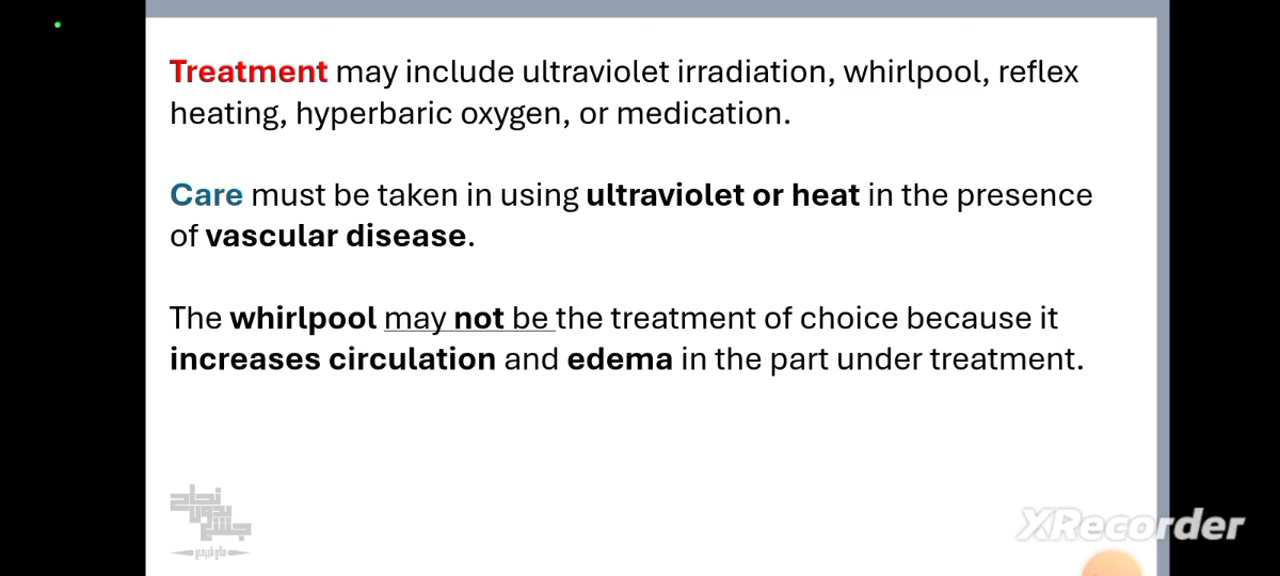 Treatment may include ultraviolet irradiation, whirlpool, reflex
heating, hyperbaric oxygen, or medication.
Care must be taken in using ultraviolet or heat in the presence
of vascular disease.
The whirlpool may not be the treatment of choice because it
increases circulation and edema in the part under treatment.
نجاح
بدون
XRecorder